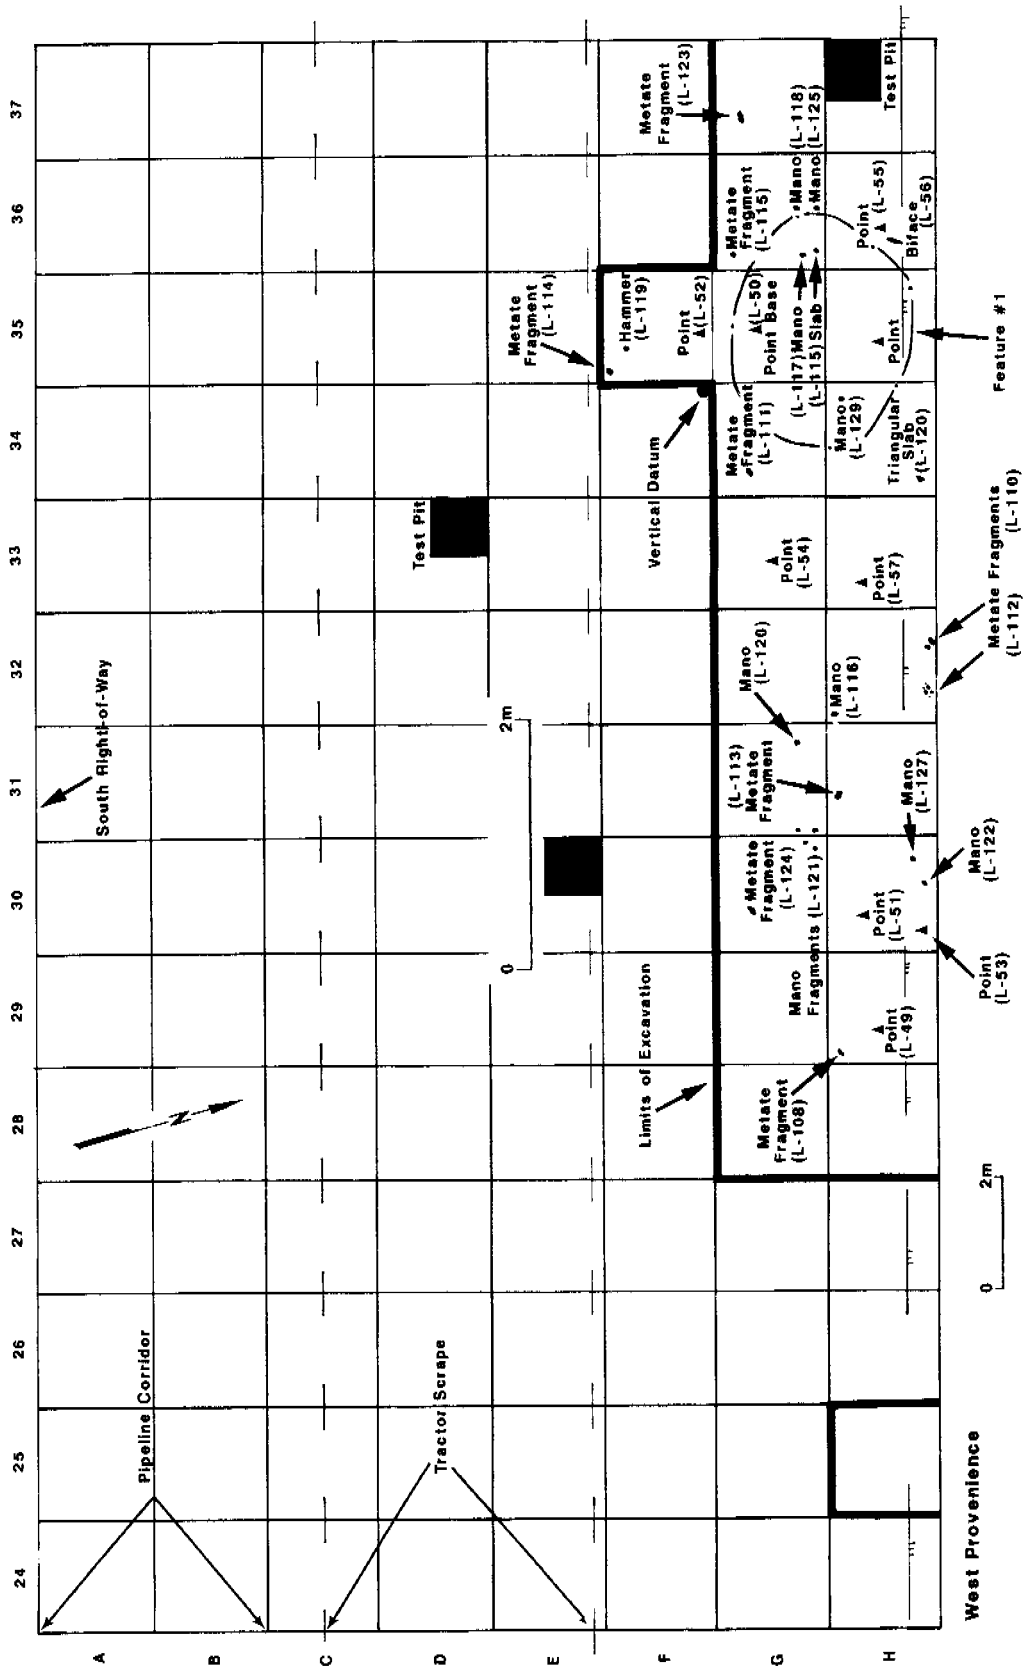 24 25 26 27 28 29 30 31 32 33 34 35 36 37
A
B
C
D
E
F
G
H
South Right-of-Way
Pipeline Corridor
Tractor Scrape
Test Pit
0 2m
Limits of Excavation
Vertical Datum
Metate
Fragment
(L-114)
Hammer
(L-119)
Point
(L-52)
Metate
Fragment
(L-123)
Metate
Fragment
(L-108)
Point
(L-49)
Mano
Fragments (L-121)
Metate
Fragment
(L-124)
Point
(L-51)
Point
(L-53)
Mano
(L-122)
Mano
(L-127)
(L-113)
Metate
Fragment
Mano
(L-120)
Mano
(L-116)
Metate Fragments
(L-112) (L-110)
Point
(L-54)
Point
(L-57)
Metate
Fragment
(L-111)
Mano
(L-129)
Triangular
Slab
(L-120)
(L-50)
Point Base
(L-117) Mano
(L-115) Slab
Point
Feature #1
Metate
Fragment
(L-115)
Mano (L-118)
Mano (L-125)
Point
(L-55)
Biface
(L-56)
Test Pit
0 2m
West Provenience